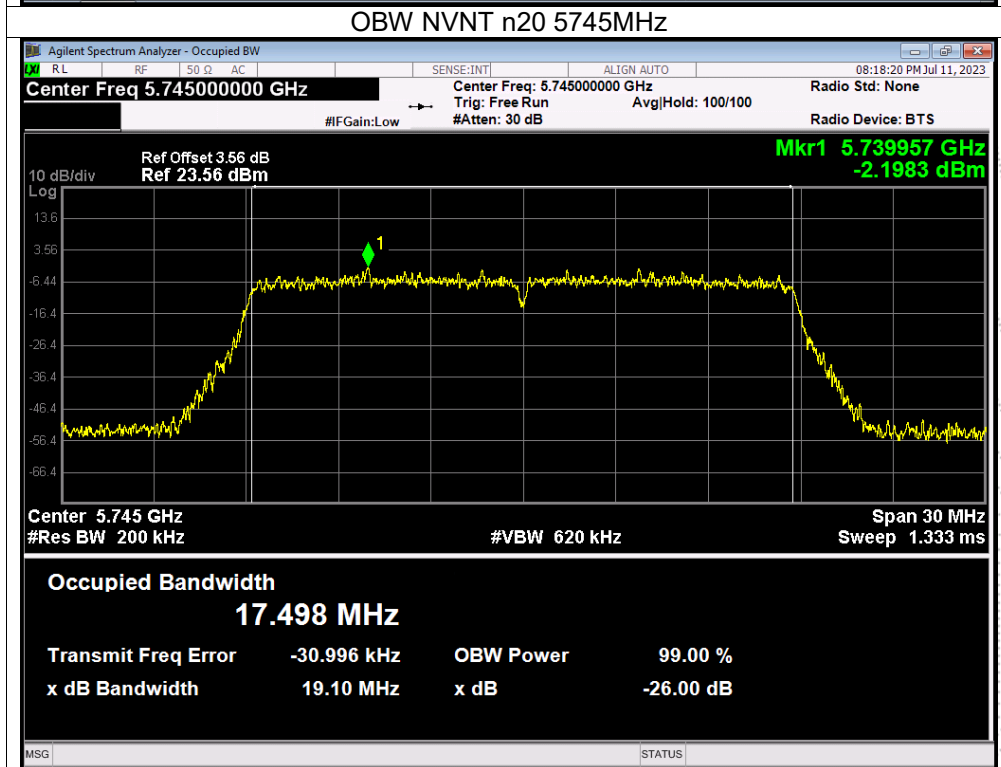 OBW NVNT n20 5745MHz
Agilent Spectrum Analyzer - Occupied BW
LXI RL RF 50 Ω AC SENSE:INT ALIGN AUTO 08:18:20 PM Jul 11, 2023
Center Freq 5.745000000 GHz Center Freq: 5.745000000 GHz Radio Std: None
Trig: Free Run Avg|Hold: 100/100
#IFGain:Low #Atten: 30 dB Radio Device: BTS
Mkr1 5.739957 GHz
-2.1983 dBm
Ref Offset 3.56 dB
10 dB/div Ref 23.56 dBm
Log
13.6
3.56
-6.44
-16.4
-26.4
-36.4
-46.4
-56.4
-66.4
1
Center 5.745 GHz Span 30 MHz
#Res BW 200 kHz #VBW 620 kHz Sweep 1.333 ms
Occupied Bandwidth
17.498 MHz
Transmit Freq Error -30.996 kHz OBW Power 99.00 %
x dB Bandwidth 19.10 MHz x dB -26.00 dB
MSG STATUS